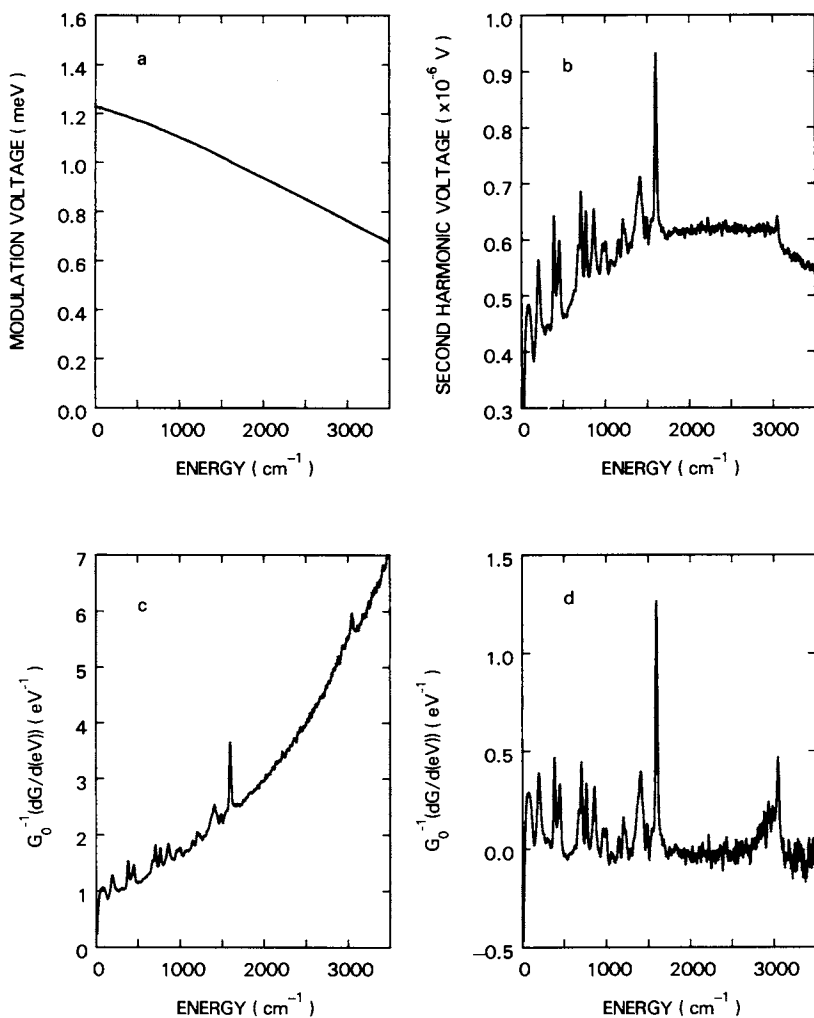 MODULATION VOLTAGE ( meV )
1.6
1.4
1.2
1.0
0.8
0.6
0.4
0.2
0.0
a
0 1000 2000 3000
ENERGY ( cm⁻¹ )
SECOND HARMONIC VOLTAGE ( x10⁻⁶ V )
1.0
0.9
0.8
0.7
0.6
0.5
0.4
0.3
b
0 1000 2000 3000
ENERGY ( cm⁻¹ )
G₀⁻¹(dG/d(eV)) ( eV⁻¹ )
7
6
5
4
3
2
1
0
c
0 1000 2000 3000
ENERGY ( cm⁻¹ )
G₀⁻¹(dG/d(eV)) ( eV⁻¹ )
1.5
1.0
0.5
0.0
−0.5
d
0 1000 2000 3000
ENERGY ( cm⁻¹ )